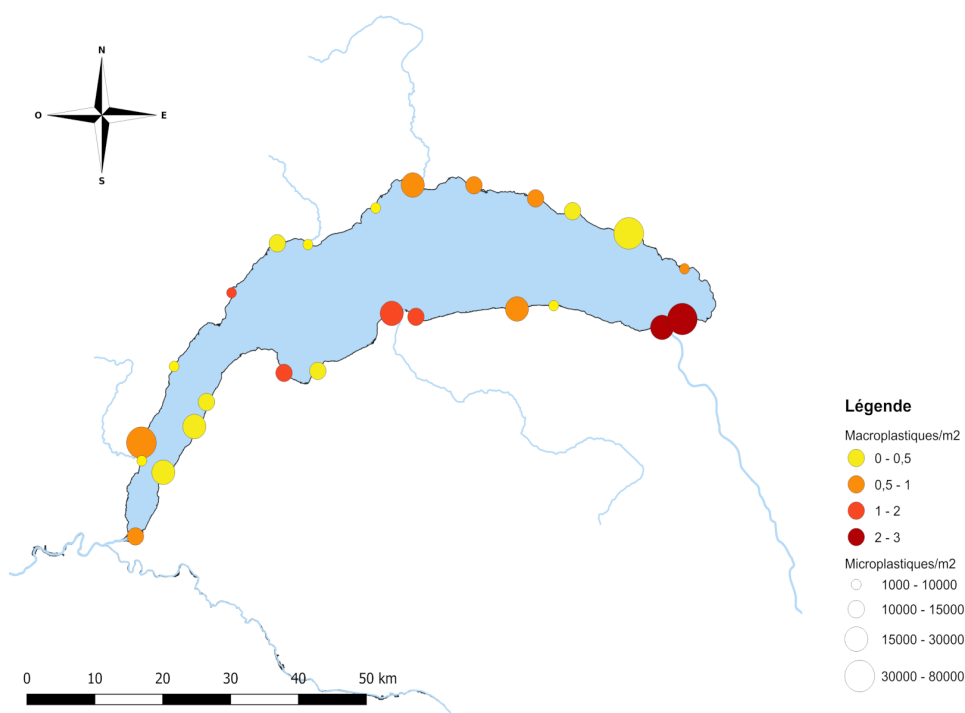 N
O
E
S
Légende
Macroplastiques/m2
0 - 0,5
0,5 - 1
1 - 2
2 - 3
Microplastiques/m2
1000 - 10000
10000 - 15000
15000 - 30000
30000 - 80000
0 10 20 30 40 50 km